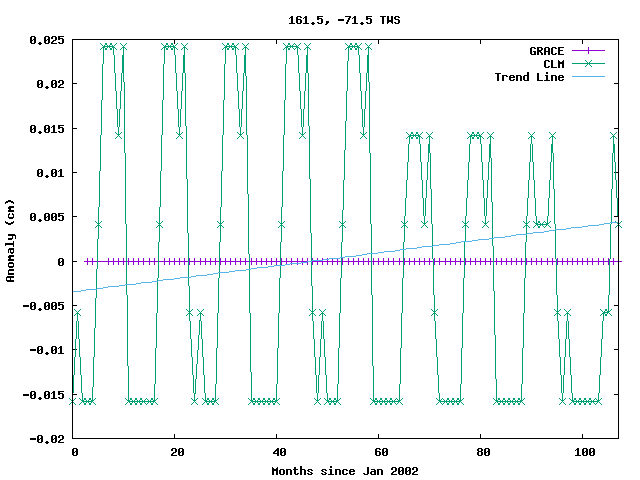 161.5, -71.5 TWS
GRACE
CLM
Trend Line
Anomaly (cm)
0.025
0.02
0.015
0.01
0.005
0
-0.005
-0.01
-0.015
-0.02
0 20 40 60 80 100
Months since Jan 2002